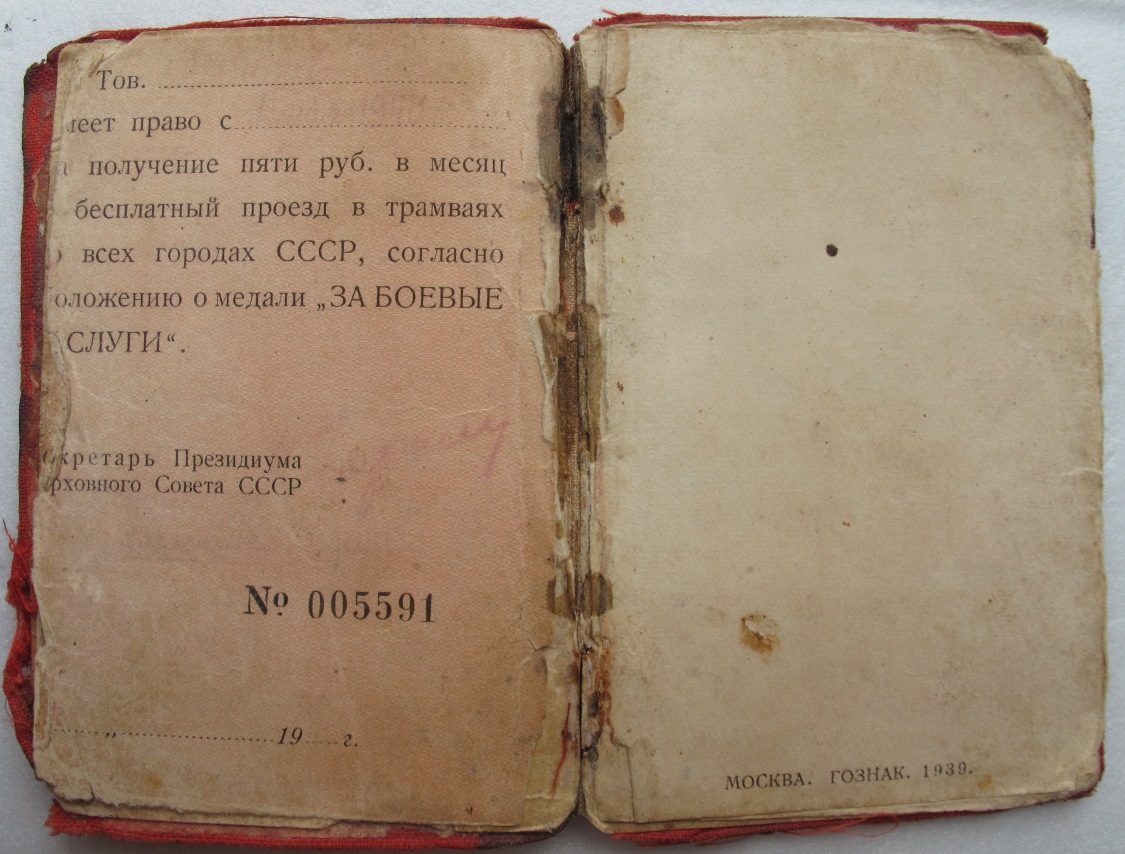 Тов.
меет право с
а получение пяти руб. в месяц
бесплатный проезд в трамваях
о всех городах СССР, согласно
оложению о медали „ЗА БОЕВЫЕ
СЛУГИ“.
екретарь Президиума
рховного Совета СССР
№ 005591
„ 19 г.
МОСКВА. ГОЗНАК. 1939.